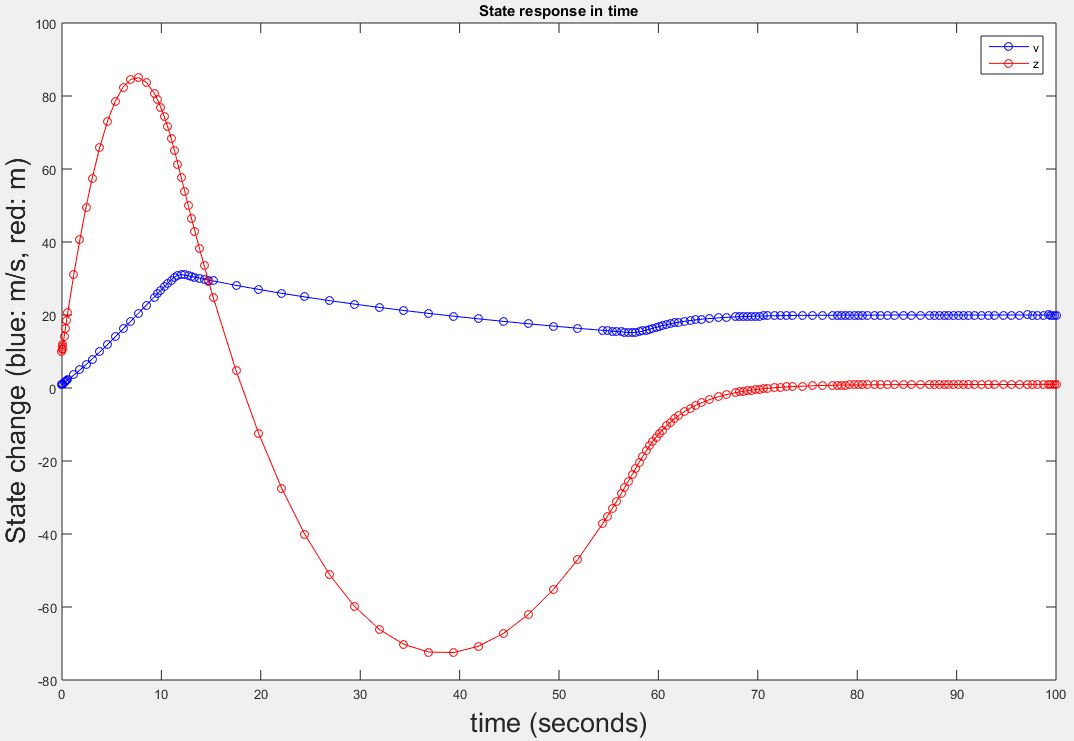 State response in time
v
z
State change (blue: m/s, red: m)
100
80
60
40
20
0
-20
-40
-60
-80
0 10 20 30 40 50 60 70 80 90 100
time (seconds)